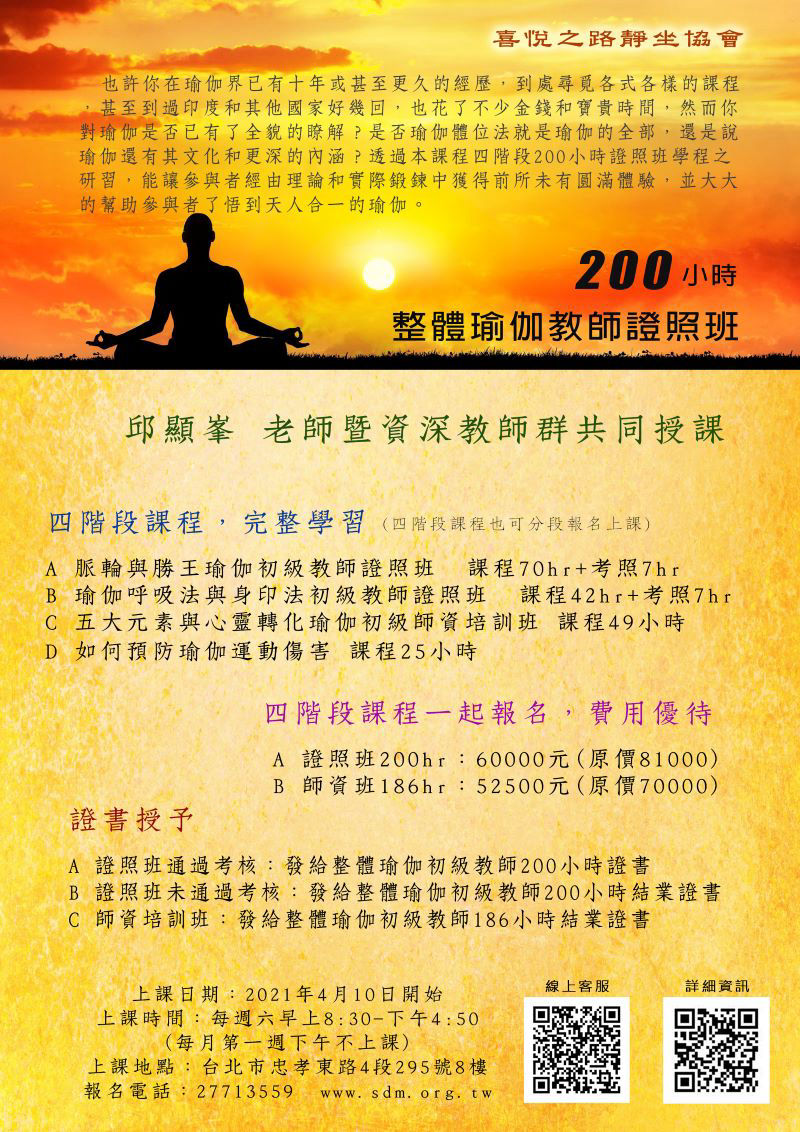 喜悅之路靜坐協會
也許你在瑜伽界已有十年或甚至更久的經歷，到處尋覓各式各樣的課程
，甚至到過印度和其他國家好幾回，也花了不少金錢和寶貴時間，然而你
對瑜伽是否已有了全貌的瞭解？是否瑜伽體位法就是瑜伽的全部，還是說
瑜伽還有其文化和更深的內涵？透過本課程四階段200小時證照班學程之
研習，能讓參與者經由理論和實際鍛鍊中獲得前所未有圓滿體驗，並大大
的幫助參與者了悟到天人合一的瑜伽。
200 小時
整體瑜伽教師證照班
邱顯峯 老師暨資深教師群共同授課
四階段課程，完整學習（四階段課程也可分段報名上課）
A 脈輪與勝王瑜伽初級教師證照班 課程70hr+考照7hr
B 瑜伽呼吸法與身印法初級教師證照班 課程42hr+考照7hr
C 五大元素與心靈轉化瑜伽初級師資培訓班 課程49小時
D 如何預防瑜伽運動傷害 課程25小時
四階段課程一起報名，費用優待
A 證照班200hr：60000元(原價81000)
B 師資班186hr：52500元(原價70000)
證書授予
A 證照班通過考核：發給整體瑜伽初級教師200小時證書
B 證照班未通過考核：發給整體瑜伽初級教師200小時結業證書
C 師資培訓班：發給整體瑜伽初級教師186小時結業證書
上課日期：2021年4月10日開始
上課時間：每週六早上8:30-下午4:50
(每月第一週下午不上課)
上課地點：台北市忠孝東路4段295號8樓
報名電話：27713559 www.sdm.org.tw
線上客服
詳細資訊